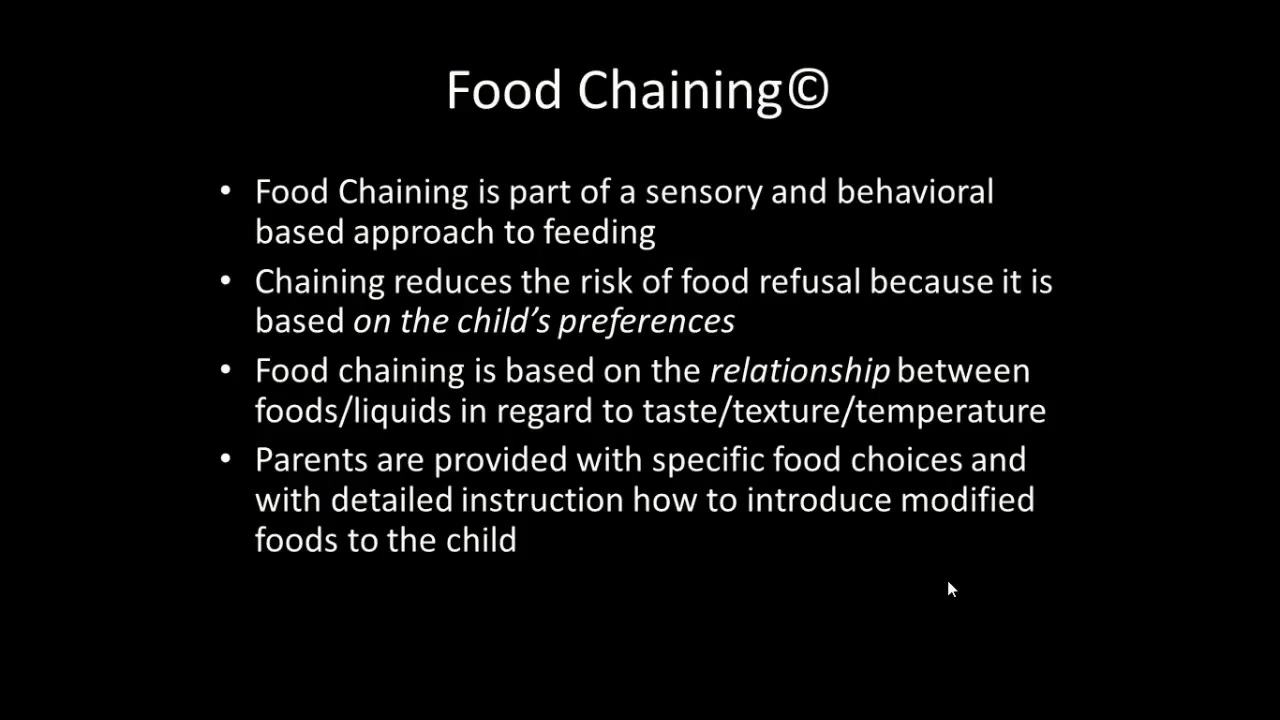 Food Chaining©
• Food Chaining is part of a sensory and behavioral
based approach to feeding
• Chaining reduces the risk of food refusal because it is
based on the child’s preferences
• Food chaining is based on the relationship between
foods/liquids in regard to taste/texture/temperature
• Parents are provided with specific food choices and
with detailed instruction how to introduce modified
foods to the child